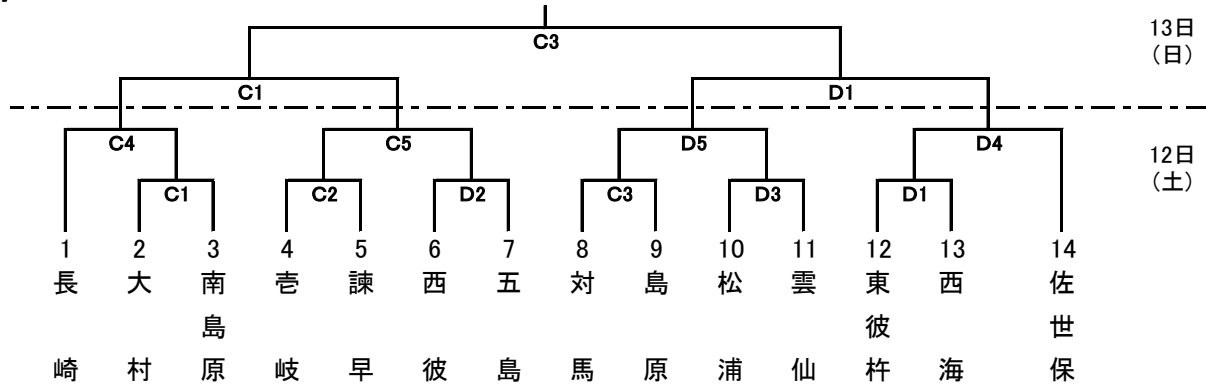 C3
13日
（日）
C1 D1
C4 C5 D5 D4
12日
（土）
C1 C2 D2 C3 D3 D1
1 2 3 4 5 6 7 8 9 10 11 12 13 14
長崎
大村
南島原
壱岐
諫早
西彼
五島
対馬
島原
松浦
雲仙
東彼杵
西海
佐世保